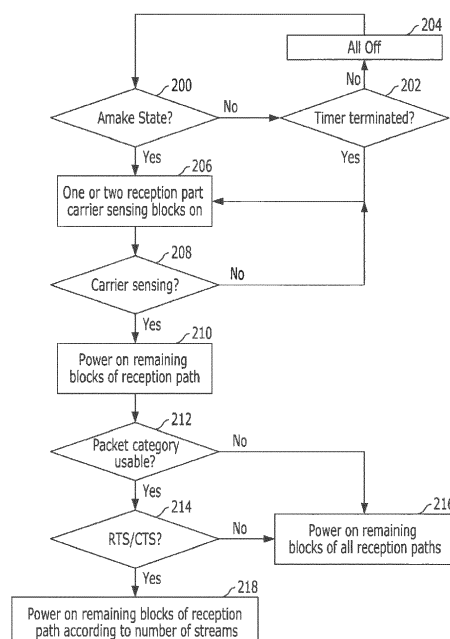 204
All Off
No
200
202
Amake State?
No
Timer terminated?
Yes
206
Yes
One or two reception part
carrier sensing blocks on
208
Carrier sensing?
No
Yes
210
Power on remaining
blocks of reception path
212
Packet category
usable?
No
Yes
214
RTS/CTS?
No
216
Power on remaining
blocks of all reception paths
Yes
218
Power on remaining blocks of reception
path according to number of streams